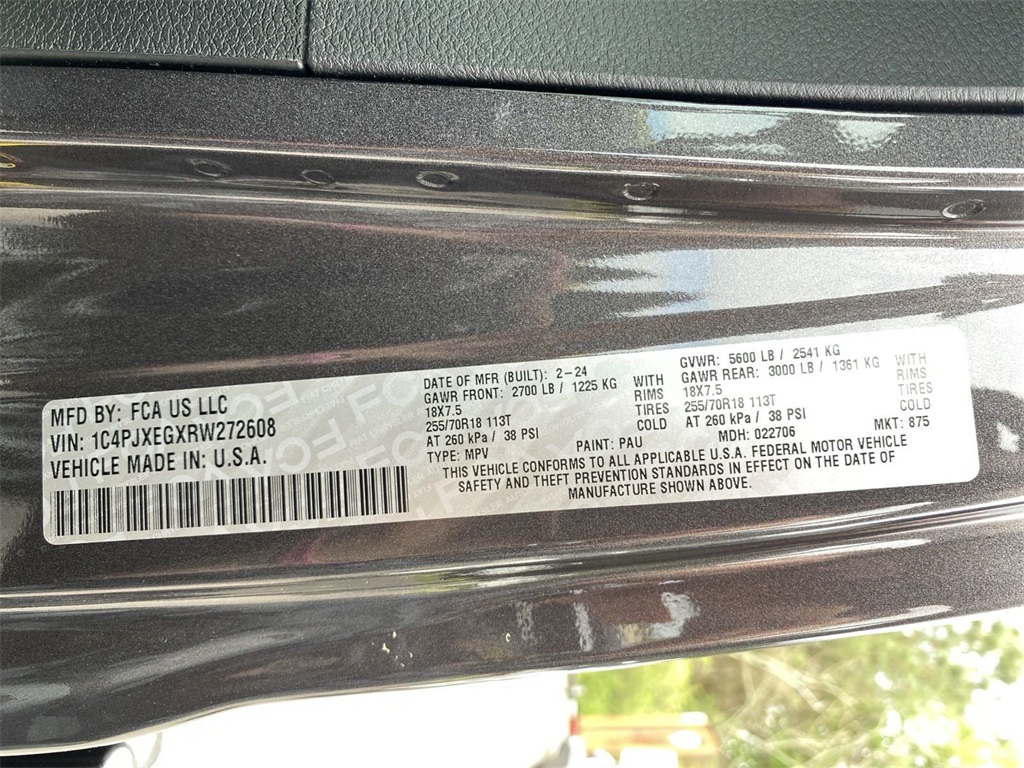 MFD BY: FCA US LLC
VIN: 1C4PJXEGXRW272608
VEHICLE MADE IN: U.S.A.
DATE OF MFR (BUILT): 2-24
GAWR FRONT: 2700 LB / 1225 KG WITH
18X7.5 RIMS
255/70R18 113T TIRES
AT 260 kPa / 38 PSI COLD
TYPE: MPV PAINT: PAU
GVWR: 5600 LB / 2541 KG
GAWR REAR: 3000 LB / 1361 KG WITH
18X7.5 RIMS
255/70R18 113T TIRES
AT 260 kPa / 38 PSI COLD
MDH: 022706 MKT: 875
THIS VEHICLE CONFORMS TO ALL APPLICABLE U.S.A. FEDERAL MOTOR VEHICLE
SAFETY AND THEFT PREVENTION STANDARDS IN EFFECT ON THE DATE OF
MANUFACTURE SHOWN ABOVE.